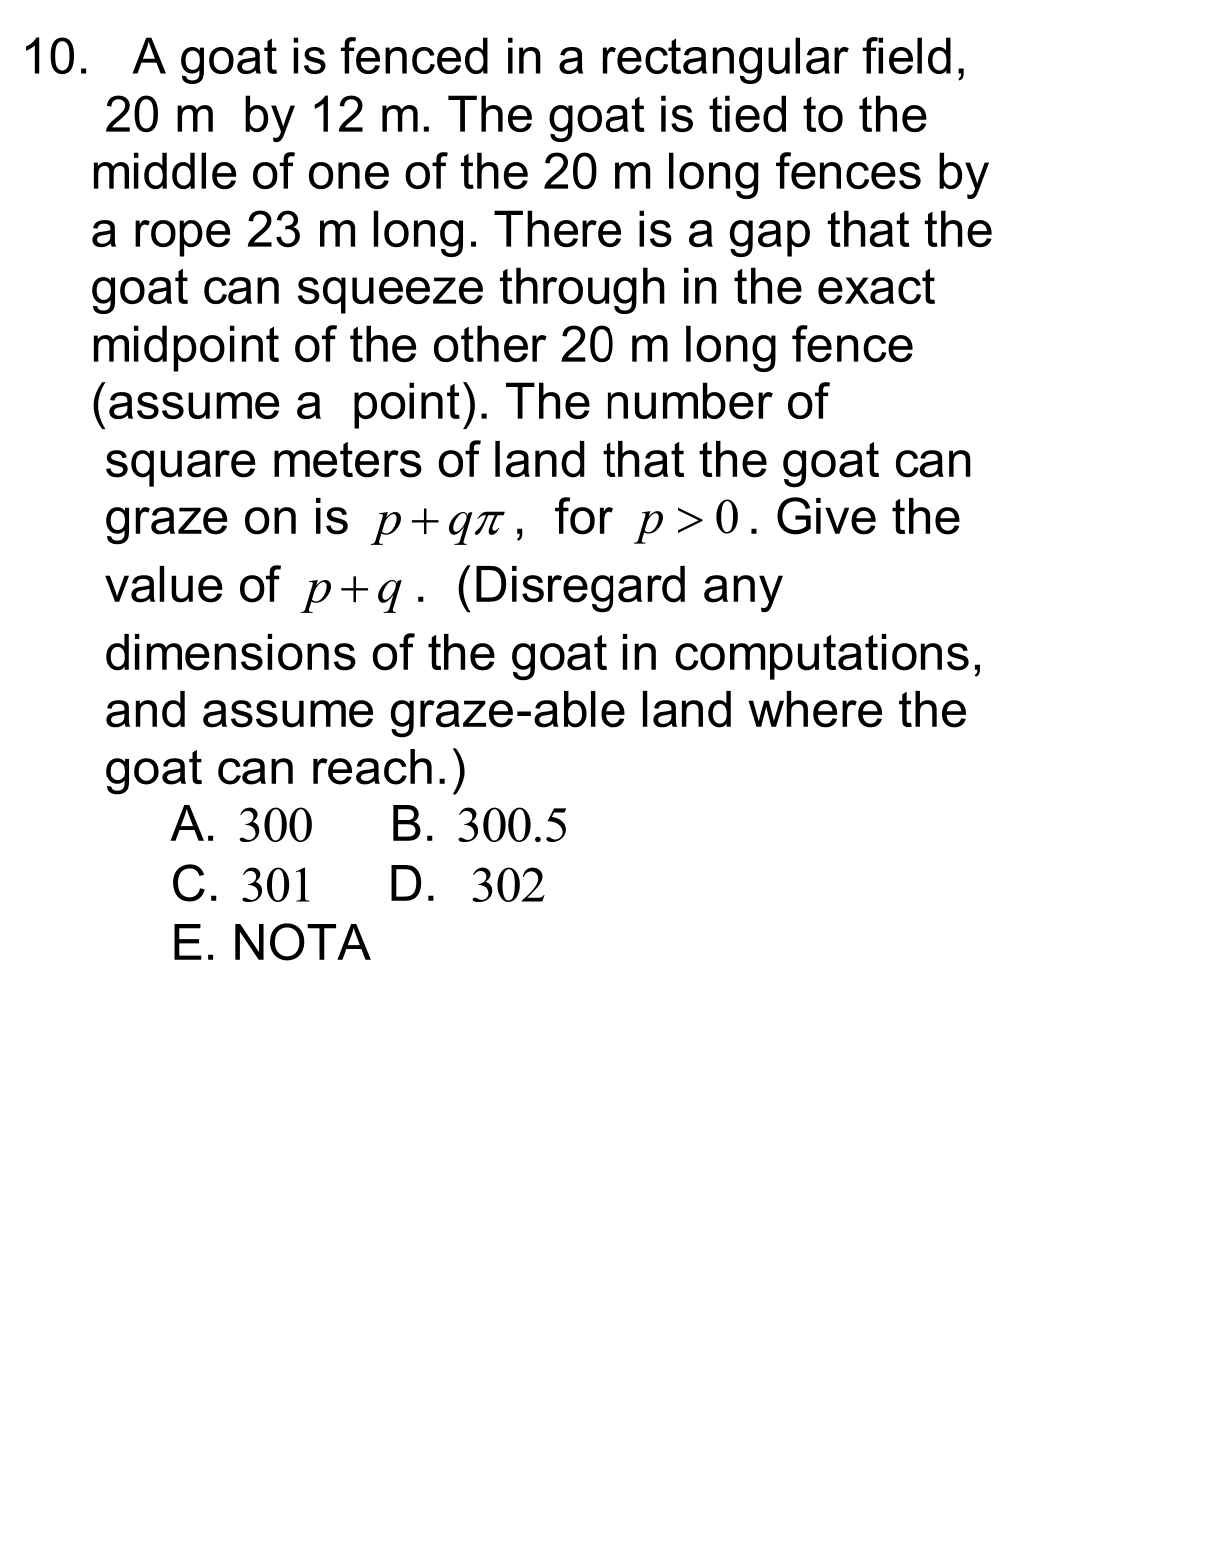 10. A goat is fenced in a rectangular field,
20 m by 12 m. The goat is tied to the
middle of one of the 20 m long fences by
a rope 23 m long. There is a gap that the
goat can squeeze through in the exact
midpoint of the other 20 m long fence
(assume a point). The number of
square meters of land that the goat can
graze on is p+qπ, for p>0. Give the
value of p+q. (Disregard any
dimensions of the goat in computations,
and assume graze-able land where the
goat can reach.)
A. 300 B. 300.5
C. 301 D. 302
E. NOTA